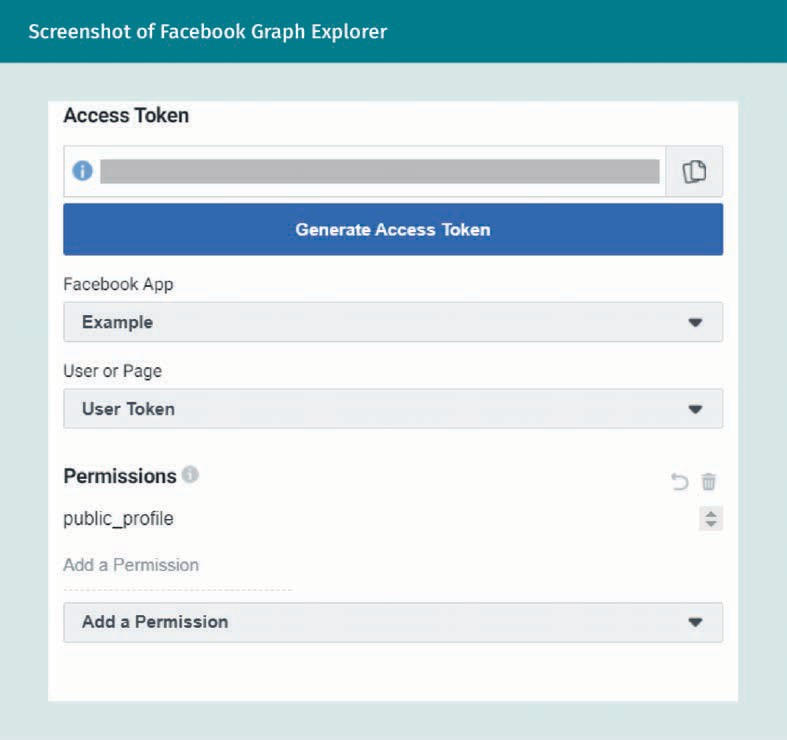 Screenshot of Facebook Graph Explorer
Access Token
Generate Access Token
Facebook App
Example
User or Page
User Token
Permissions
public_profile
Add a Permission
Add a Permission